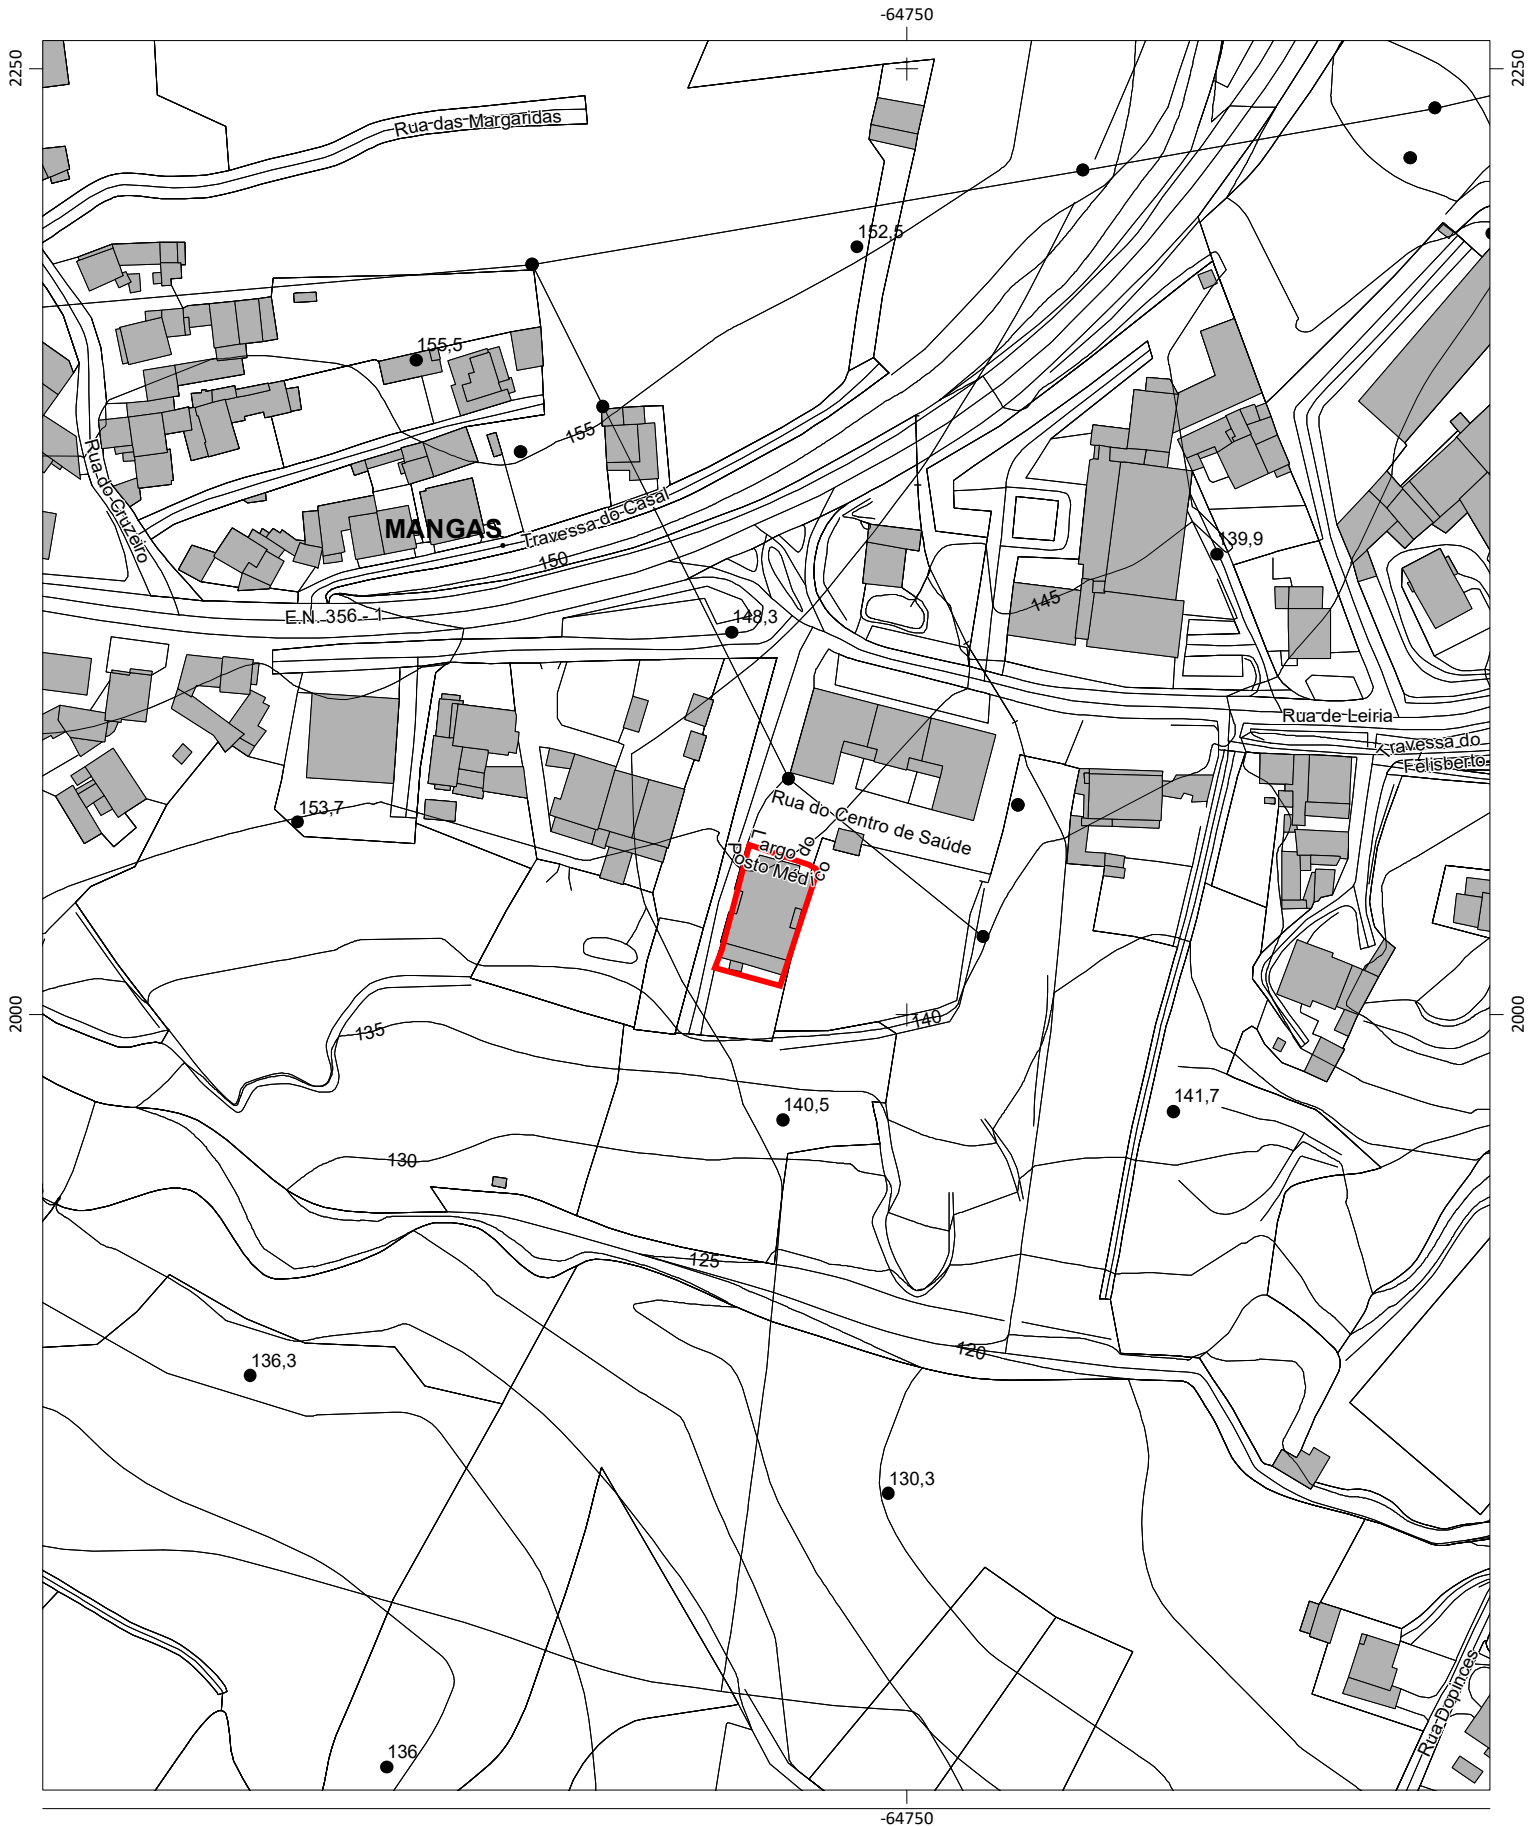 -64750
2250
2250
Rua das Margaridas
152,5
155,5
155
Rua do Cruzeiro
MANGAS
Travessa do Casal
150
139,9
145
E.N. 356 - 1
148,3
Rua de Leiria
Travessa do
Felisberto
153,7
Rua do Centro de Saúde
Largo do
Posto Médico
2000
2000
140
135
140,5
141,7
130
125
120
136,3
130,3
Rua Dopinces
136
-64750